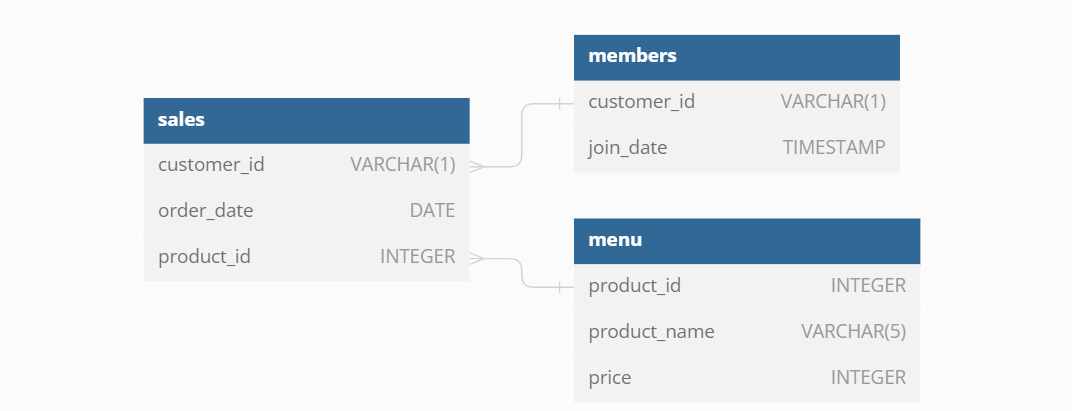 sales
customer_id VARCHAR(1)
order_date DATE
product_id INTEGER
members
customer_id VARCHAR(1)
join_date TIMESTAMP
menu
product_id INTEGER
product_name VARCHAR(5)
price INTEGER